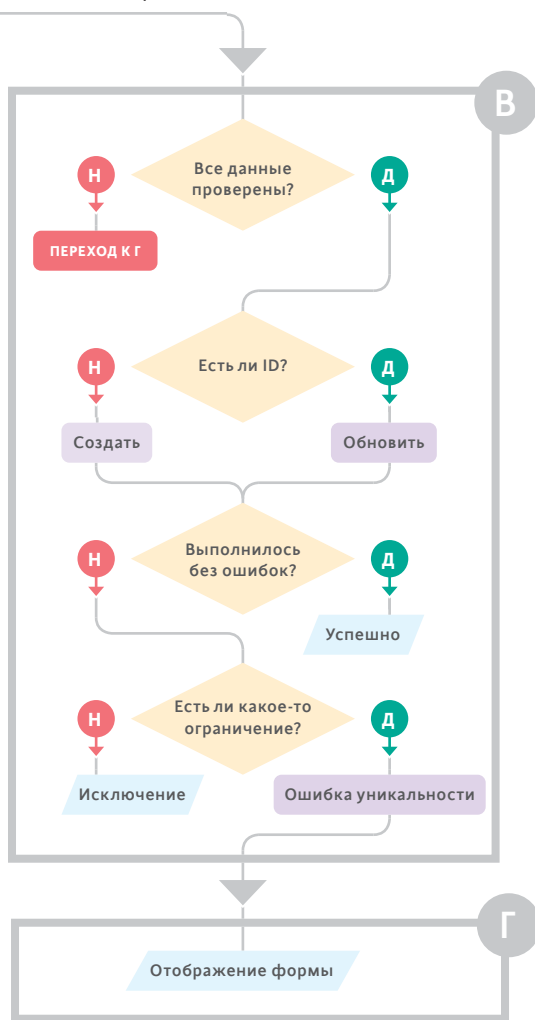 В
Все данные
проверены?
Н
Д
ПЕРЕХОД К Г
Есть ли ID?
Н
Д
Создать
Обновить
Выполнилось
без ошибок?
Н
Д
Успешно
Есть ли какое-то
ограничение?
Н
Д
Исключение
Ошибка уникальности
Г
Отображение формы